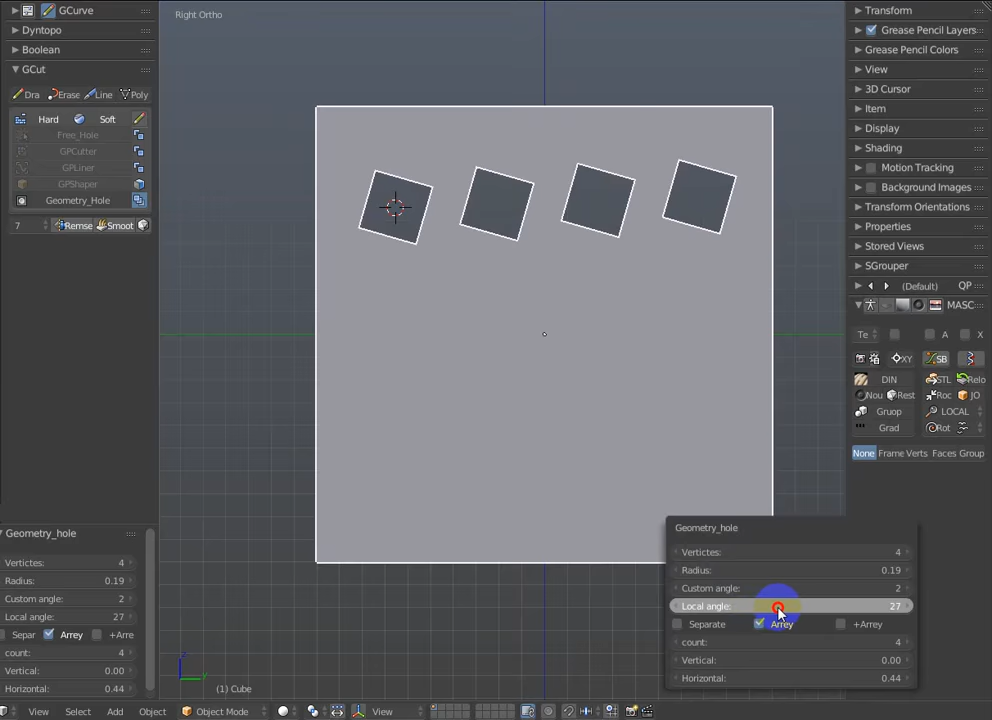 GCurve
Dyntopo
Boolean
GCut
Dra Erase Line Poly
Hard Soft
Free_Hole
GPCutter
GPLiner
GPShaper
Geometry_Hole
7 Remse Smoot
Geometry_hole
Vertictes: 4
Radius: 0.19
Custom angle: 2
Local angle: 27
Separ Arrey +Arre
count: 4
Vertical: 0.00
Horizontal: 0.44
Right Ortho
z
y
(1) Cube
Geometry_hole
Vertictes: 4
Radius: 0.19
Custom angle: 2
Local angle: 27
Separate Arrey +Arrey
count: 4
Vertical: 0.00
Horizontal: 0.44
Transform
Grease Pencil Layers
Grease Pencil Colors
View
3D Cursor
Item
Display
Shading
Motion Tracking
Background Images
Transform Orientations
Properties
Stored Views
SGrouper
(Default) QP
MASC
Te A X
XY SB
DIN STL Relo
Nou Rest Roc JO
Gruop LOCAL
Grad Rot
None Frame Verts Faces Group
View Select Add Object Object Mode View